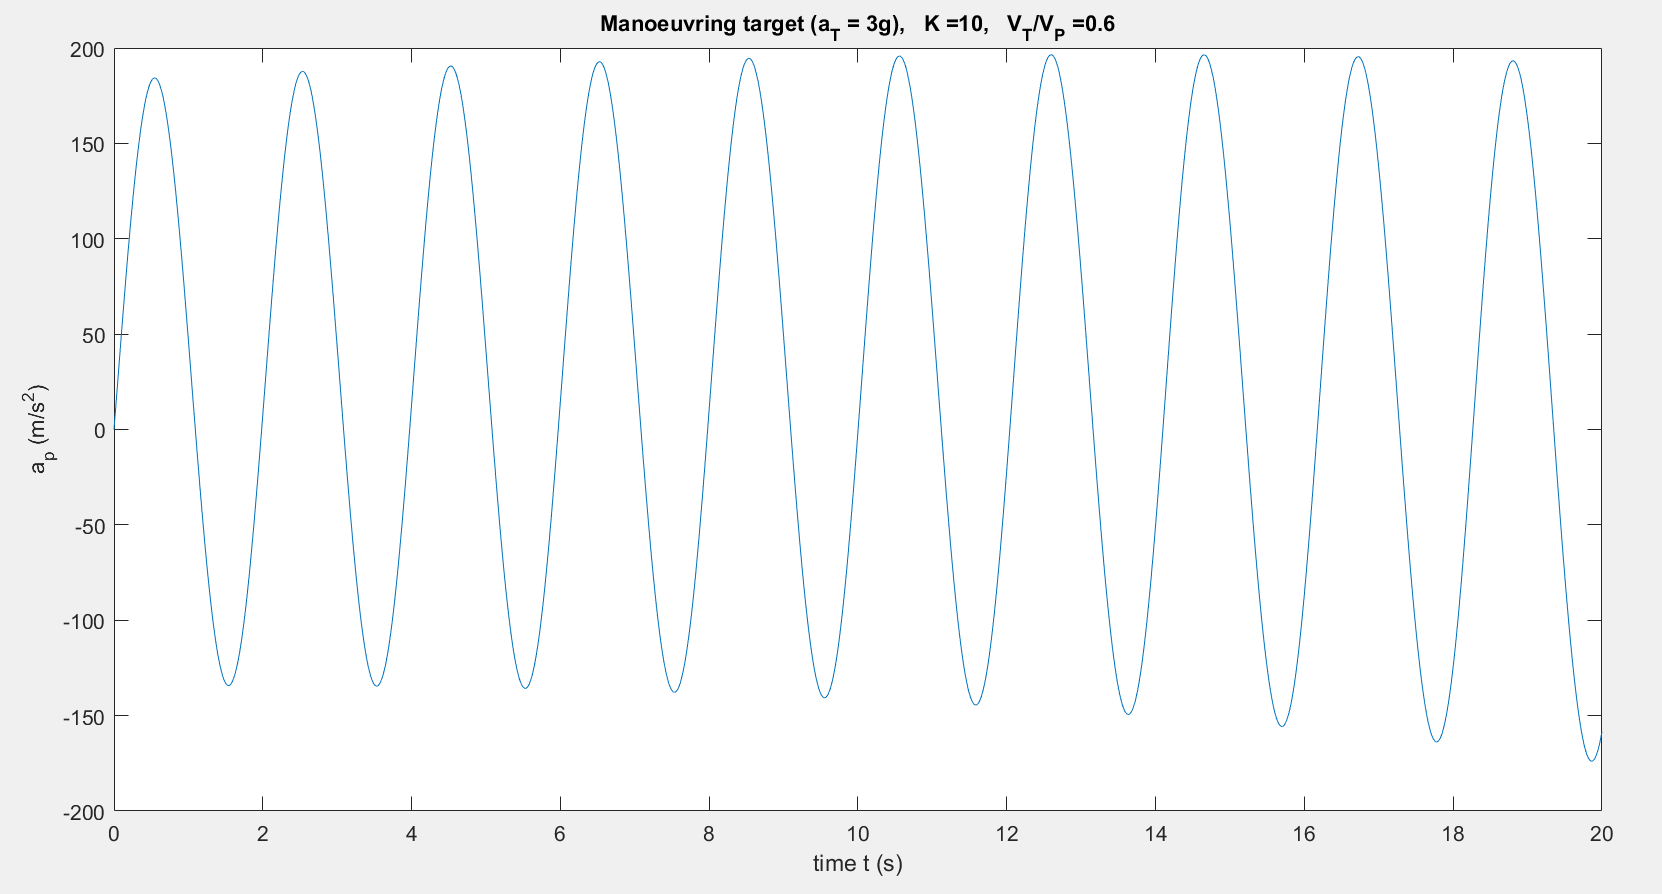 Manoeuvring target (aT = 3g),   K =10,   VT/VP =0.6
200
150
100
50
0
-50
-100
-150
-200
ap (m/s2)
0 2 4 6 8 10 12 14 16 18 20
time t (s)